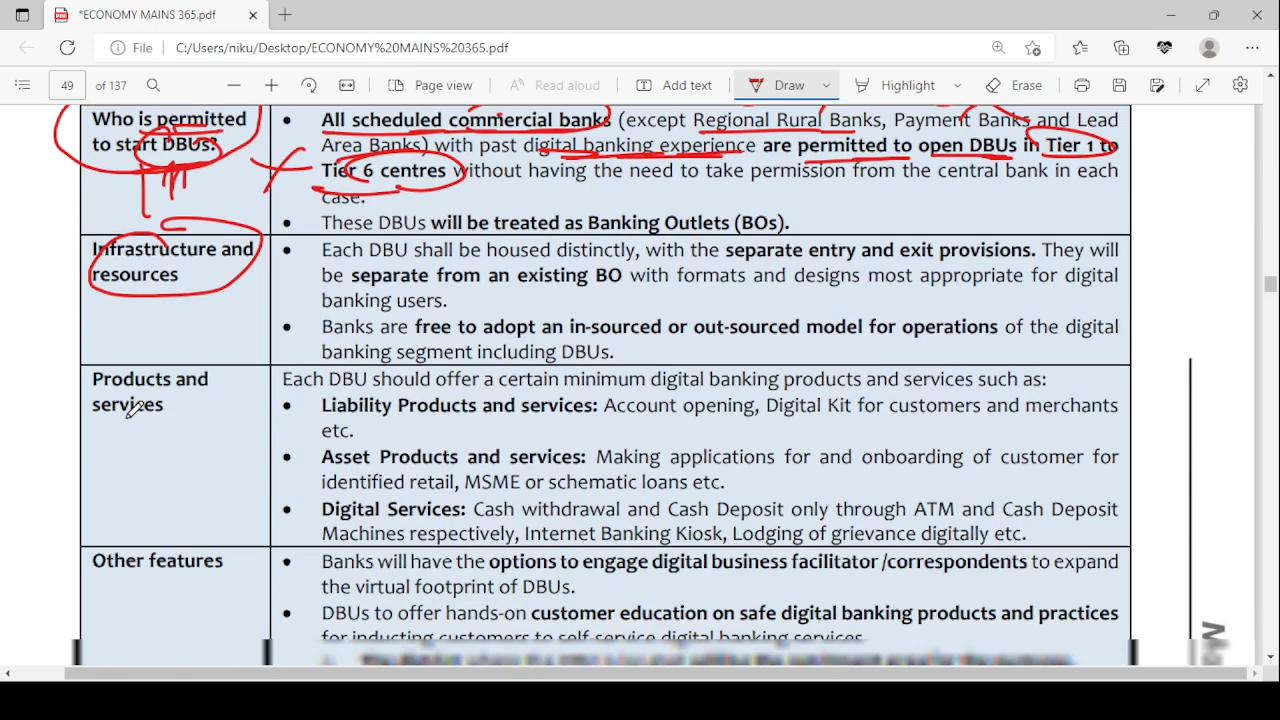 *ECONOMY MAINS 365.pdf
File
C:/Users/niku/Desktop/ECONOMY%20MAINS%20365.pdf
49 of 137
Page view
Read aloud
Add text
Draw
Highlight
Erase
Who is permitted
to start DBUs?
• All scheduled commercial banks (except Regional Rural Banks, Payment Banks and Lead
Area Banks) with past digital banking experience are permitted to open DBUs in Tier 1 to
Tier 6 centres without having the need to take permission from the central bank in each
case.
• These DBUs will be treated as Banking Outlets (BOs).
Infrastructure and
resources
• Each DBU shall be housed distinctly, with the separate entry and exit provisions. They will
be separate from an existing BO with formats and designs most appropriate for digital
banking users.
• Banks are free to adopt an in-sourced or out-sourced model for operations of the digital
banking segment including DBUs.
Products and
services
Each DBU should offer a certain minimum digital banking products and services such as:
• Liability Products and services: Account opening, Digital Kit for customers and merchants
etc.
• Asset Products and services: Making applications for and onboarding of customer for
identified retail, MSME or schematic loans etc.
• Digital Services: Cash withdrawal and Cash Deposit only through ATM and Cash Deposit
Machines respectively, Internet Banking Kiosk, Lodging of grievance digitally etc.
Other features
• Banks will have the options to engage digital business facilitator /correspondents to expand
the virtual footprint of DBUs.
• DBUs to offer hands-on customer education on safe digital banking products and practices
for inducting customers to self-service digital banking services.